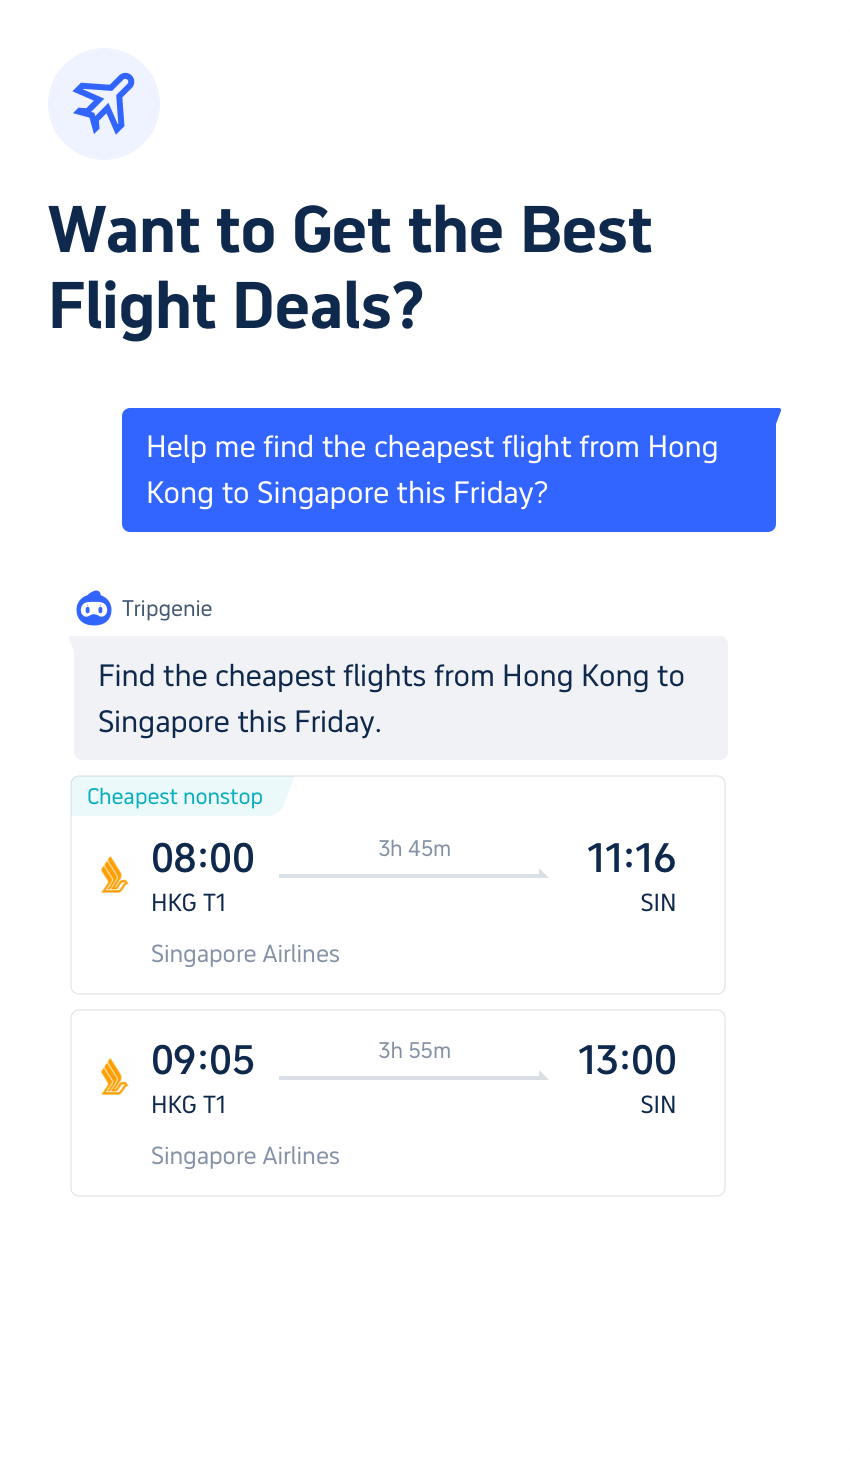 Want to Get the Best
Flight Deals?
Help me find the cheapest flight from Hong
Kong to Singapore this Friday?
Tripgenie
Find the cheapest flights from Hong Kong to
Singapore this Friday.
Cheapest nonstop
08:00 3h 45m 11:16
HKG T1 SIN
Singapore Airlines
09:05 3h 55m 13:00
HKG T1 SIN
Singapore Airlines